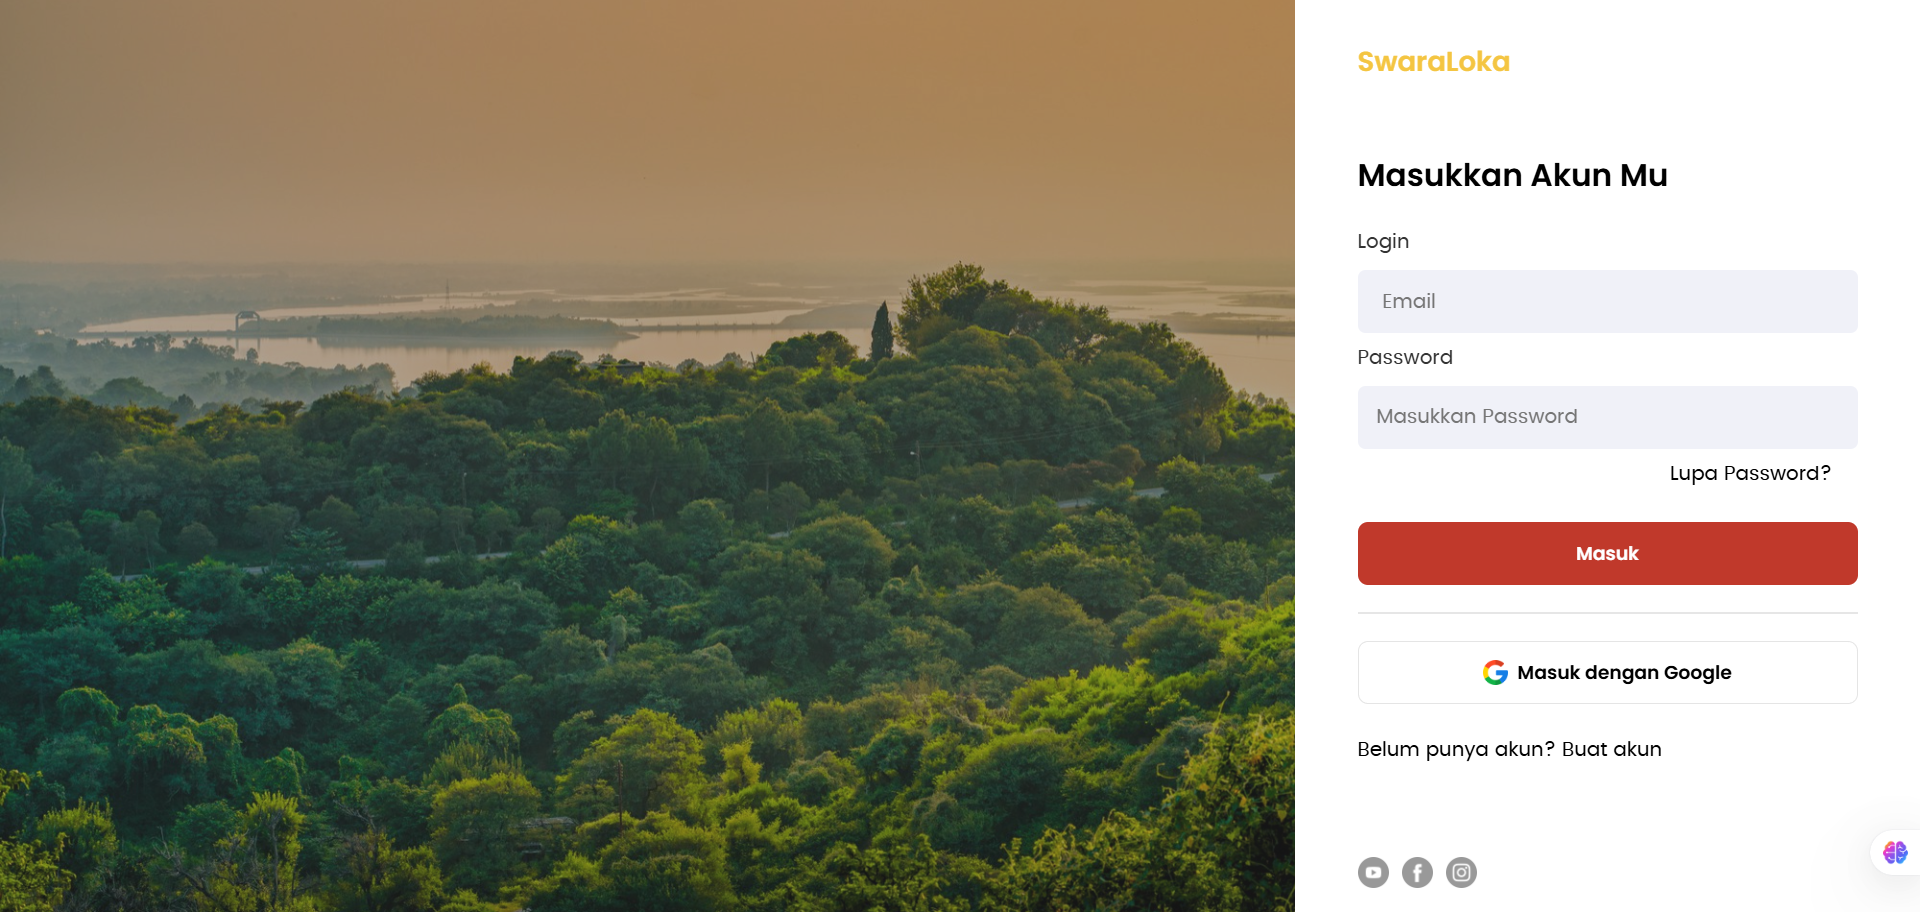 SwaraLoka
Masukkan Akun Mu
Login
Email
Password
Masukkan Password
Lupa Password?
Masuk
Masuk dengan Google
Belum punya akun? Buat akun